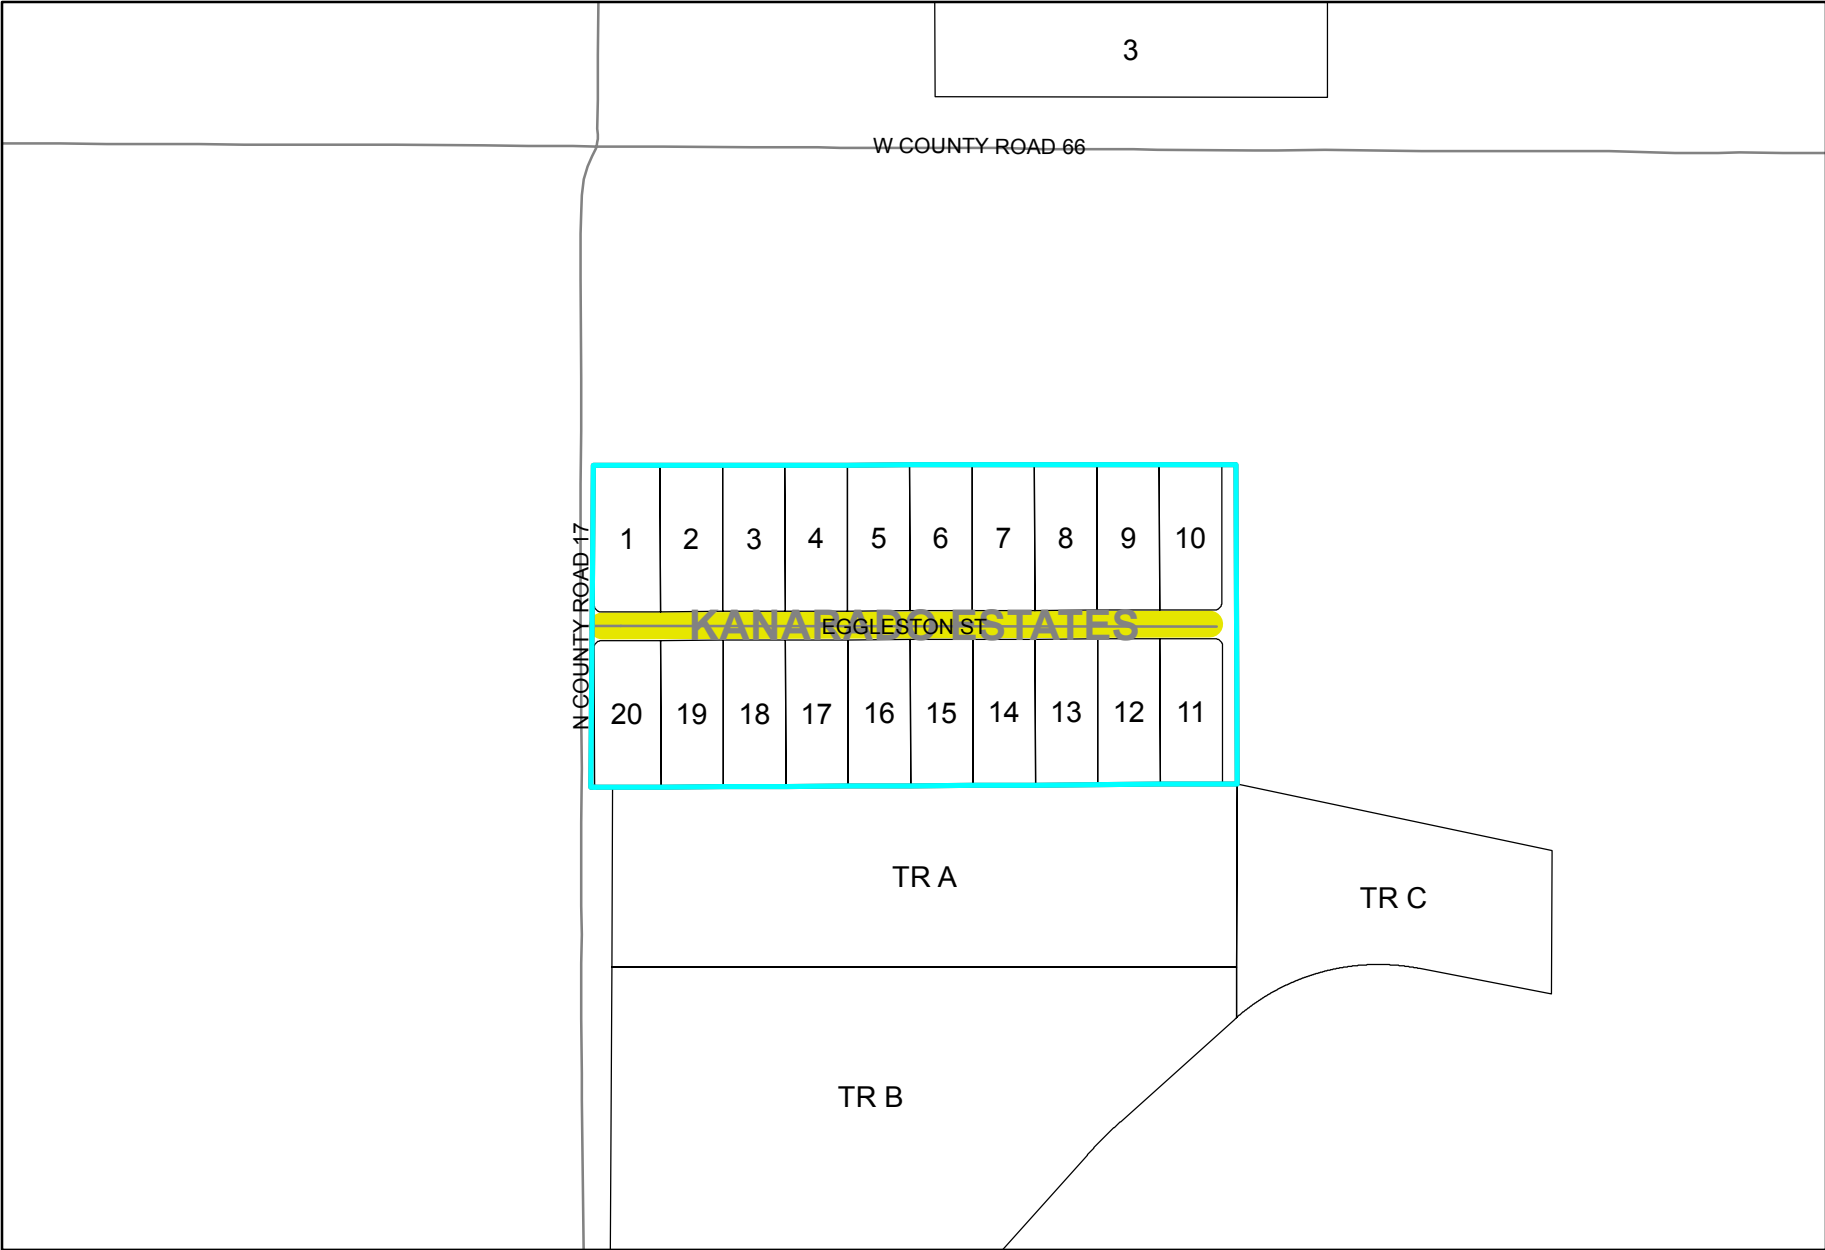 3
W COUNTY ROAD 66
N COUNTY ROAD 17
1 2 3 4 5 6 7 8 9 10
KANARADO ESTATES
EGGLESTON ST
20 19 18 17 16 15 14 13 12 11
TR A
TR C
TR B